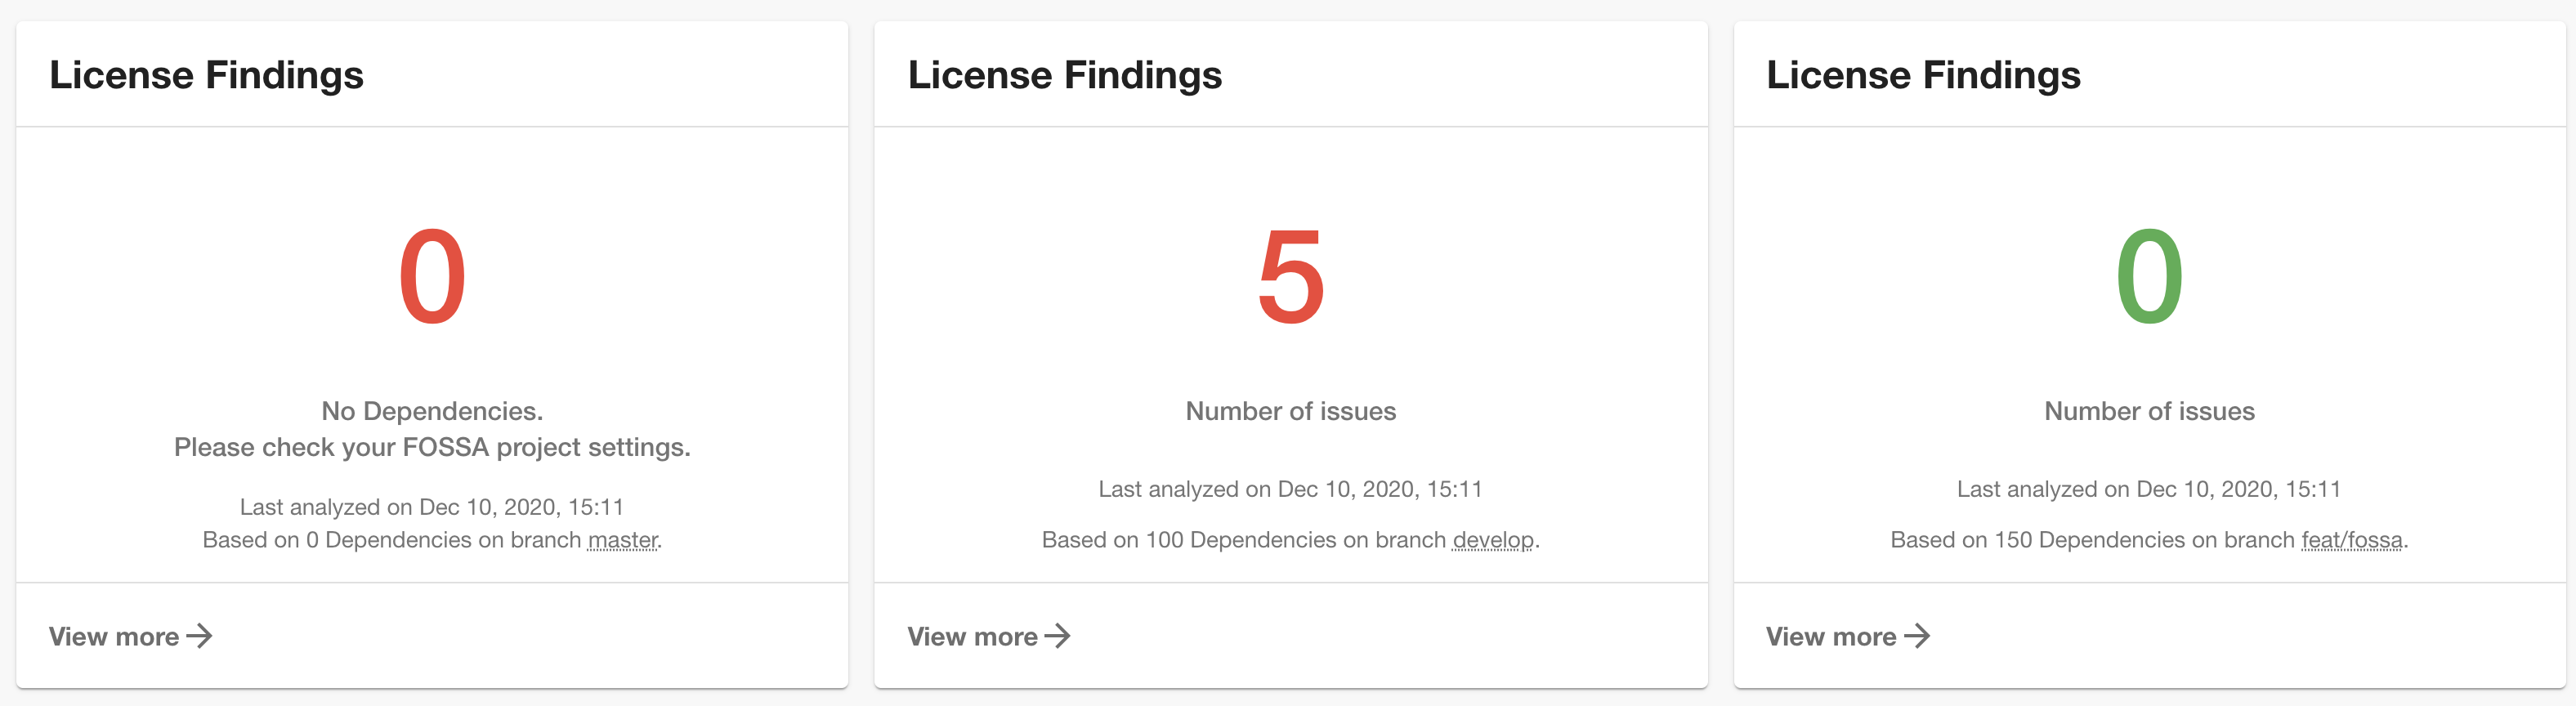 License Findings
0
No Dependencies.
Please check your FOSSA project settings.
Last analyzed on Dec 10, 2020, 15:11
Based on 0 Dependencies on branch master.
View more
License Findings
5
Number of issues
Last analyzed on Dec 10, 2020, 15:11
Based on 100 Dependencies on branch develop.
View more
License Findings
0
Number of issues
Last analyzed on Dec 10, 2020, 15:11
Based on 150 Dependencies on branch feat/fossa.
View more